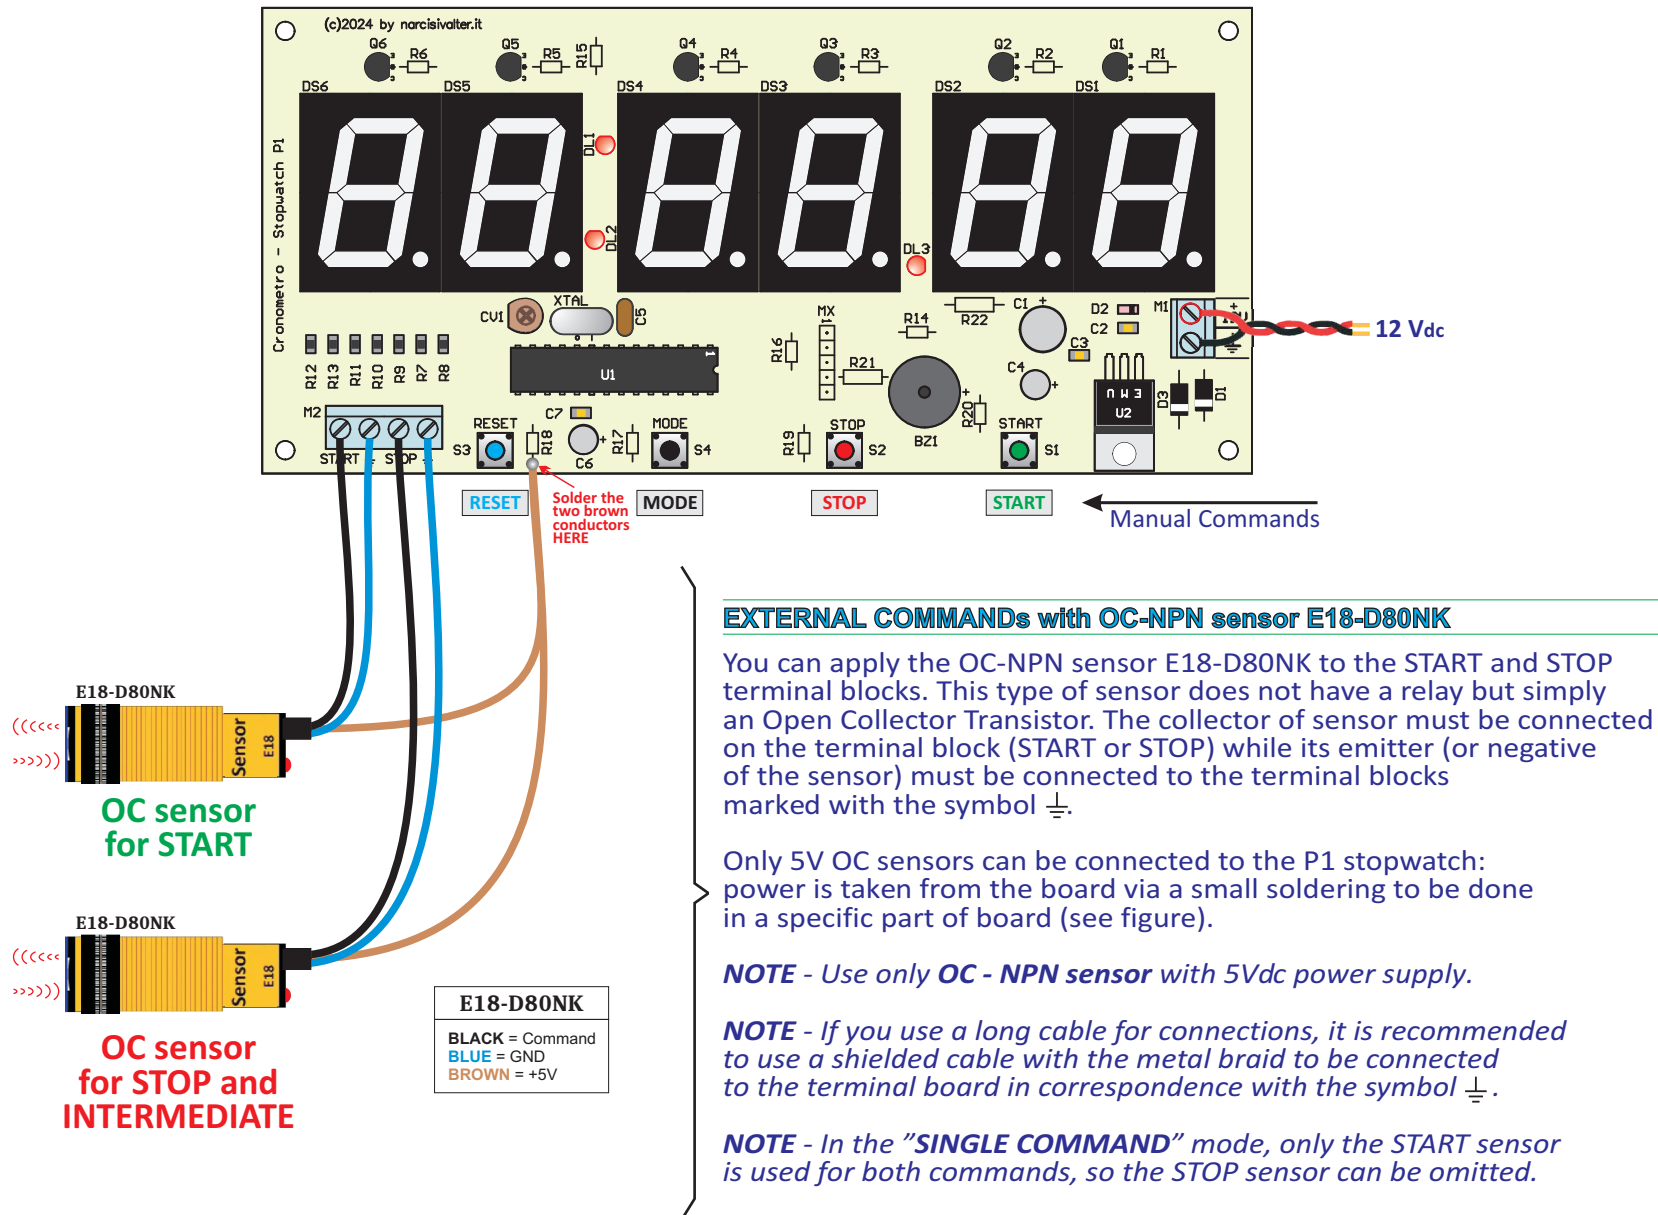 (c)2024 by narcisivalter.it
Q6 R6 Q5 R5 R15 Q4 R4 Q3 R3 Q2 R2 Q1 R1
DS6 DS5 DS4 DS3 DS2 DS1
Cronometro - Stopwatch P1
DL1
DL2
DL3
CV1 XTAL C5 MX R14 R22 C1 + D2 C2 M1 +
12 Vdc
R12 R13 R11 R10 R9 R7 R8
U1 1 R16 1 R21 C3 C4 +
U M E
U2 D3 D1
M2 C7 R18 C6 + R17 R19 BZ1 + R20
START STOP
RESET S3 MODE S4 STOP S2 START S1
RESET MODE STOP START
Manual Commands
Solder the
two brown
conductors
HERE
E18-D80NK
Sensor
E18
OC sensor
for START
E18-D80NK
Sensor
E18
OC sensor
for STOP and
INTERMEDIATE
E18-D80NK
BLACK = Command
BLUE = GND
BROWN = +5V
EXTERNAL COMMANDs with OC-NPN sensor E18-D80NK
You can apply the OC-NPN sensor E18-D80NK to the START and STOP
terminal blocks. This type of sensor does not have a relay but simply
an Open Collector Transistor. The collector of sensor must be connected
on the terminal block (START or STOP) while its emitter (or negative
of the sensor) must be connected to the terminal blocks
marked with the symbol ⏚.
Only 5V OC sensors can be connected to the P1 stopwatch:
power is taken from the board via a small soldering to be done
in a specific part of board (see figure).
NOTE - Use only OC - NPN sensor with 5Vdc power supply.
NOTE - If you use a long cable for connections, it is recommended
to use a shielded cable with the metal braid to be connected
to the terminal board in correspondence with the symbol ⏚ .
NOTE - In the ”SINGLE COMMAND” mode, only the START sensor
is used for both commands, so the STOP sensor can be omitted.